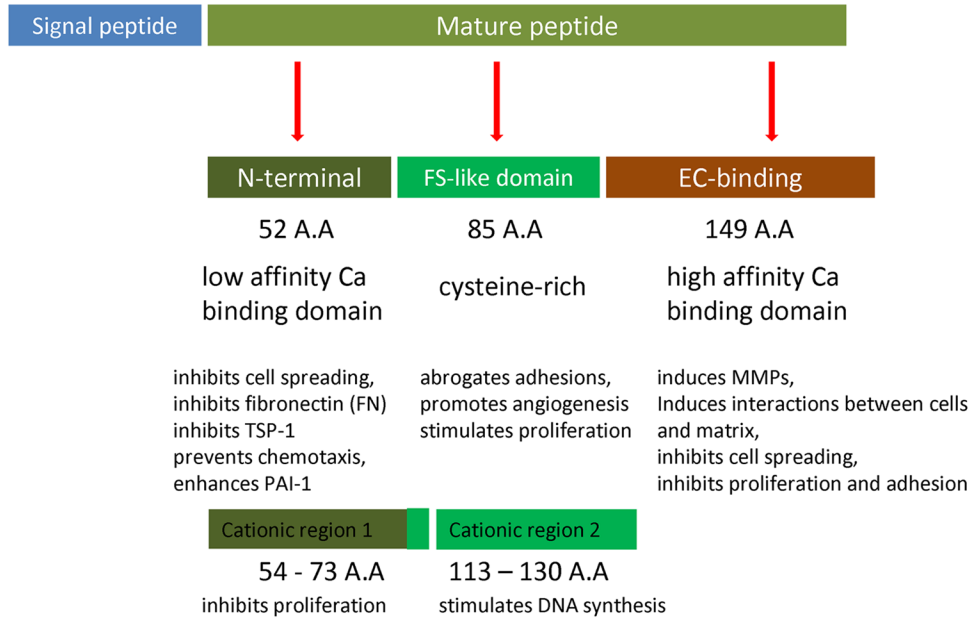 Signal peptide
Mature peptide
N-terminal
FS-like domain
EC-binding
52 A.A
85 A.A
149 A.A
low affinity Ca
binding domain
cysteine-rich
high affinity Ca
binding domain
inhibits cell spreading,
inhibits fibronectin (FN)
inhibits TSP-1
prevents chemotaxis,
enhances PAI-1
abrogates adhesions,
promotes angiogenesis
stimulates proliferation
induces MMPs,
Induces interactions between cells
and matrix,
inhibits cell spreading,
inhibits proliferation and adhesion
Cationic region 1
Cationic region 2
54 - 73 A.A
113 – 130 A.A
inhibits proliferation
stimulates DNA synthesis